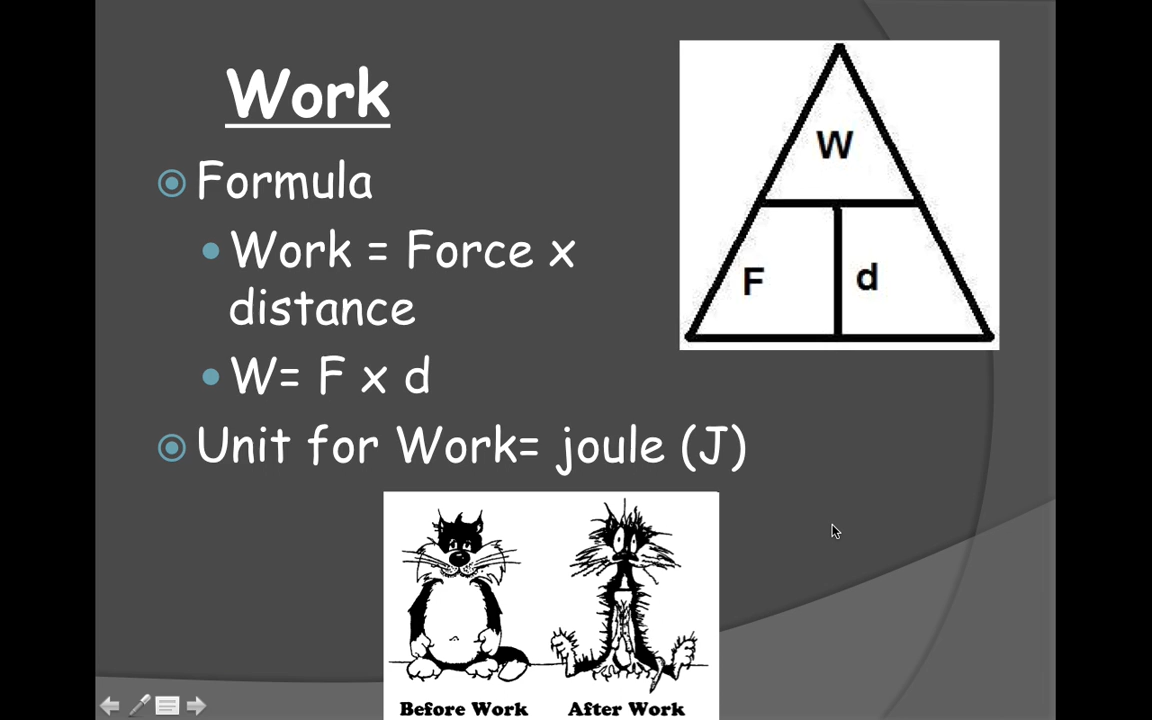 Work
Formula
Work = Force x
distance
W= F x d
Unit for Work= joule (J)
W
F d
Before Work After Work